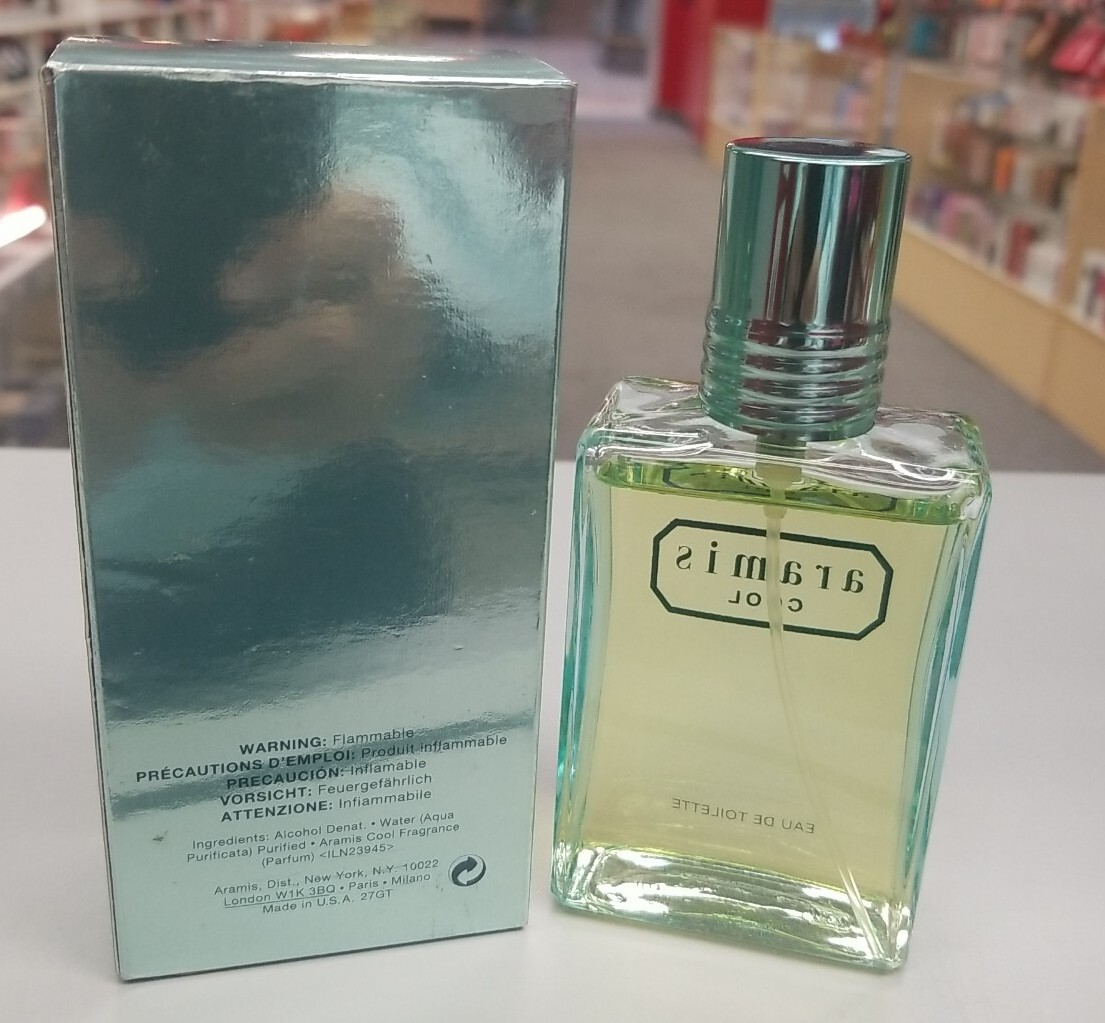 WARNING: Flammable
PRÉCAUTIONS D'EMPLOI: Produit inflammable
PRECAUCIÓN: Inflamable
VORSICHT: Feuergefährlich
ATTENZIONE: Infiammabile
Ingredients: Alcohol Denat. • Water (Aqua
Purificata) Purified • Aramis Cool Fragrance
(Parfum) <ILN23945>
Aramis, Dist., New York, N.Y. 10022
London W1K 3BQ • Paris • Milano
Made in U.S.A. 27GT
aramis
COOL
EAU DE TOILETTE